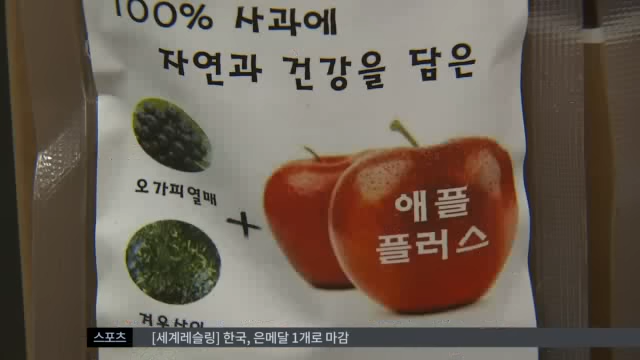 100% 사과에
자연과 건강을 담은
오가피열매
+
애플
플러스
스포츠
[세계레슬링] 한국, 은메달 1개로 마감